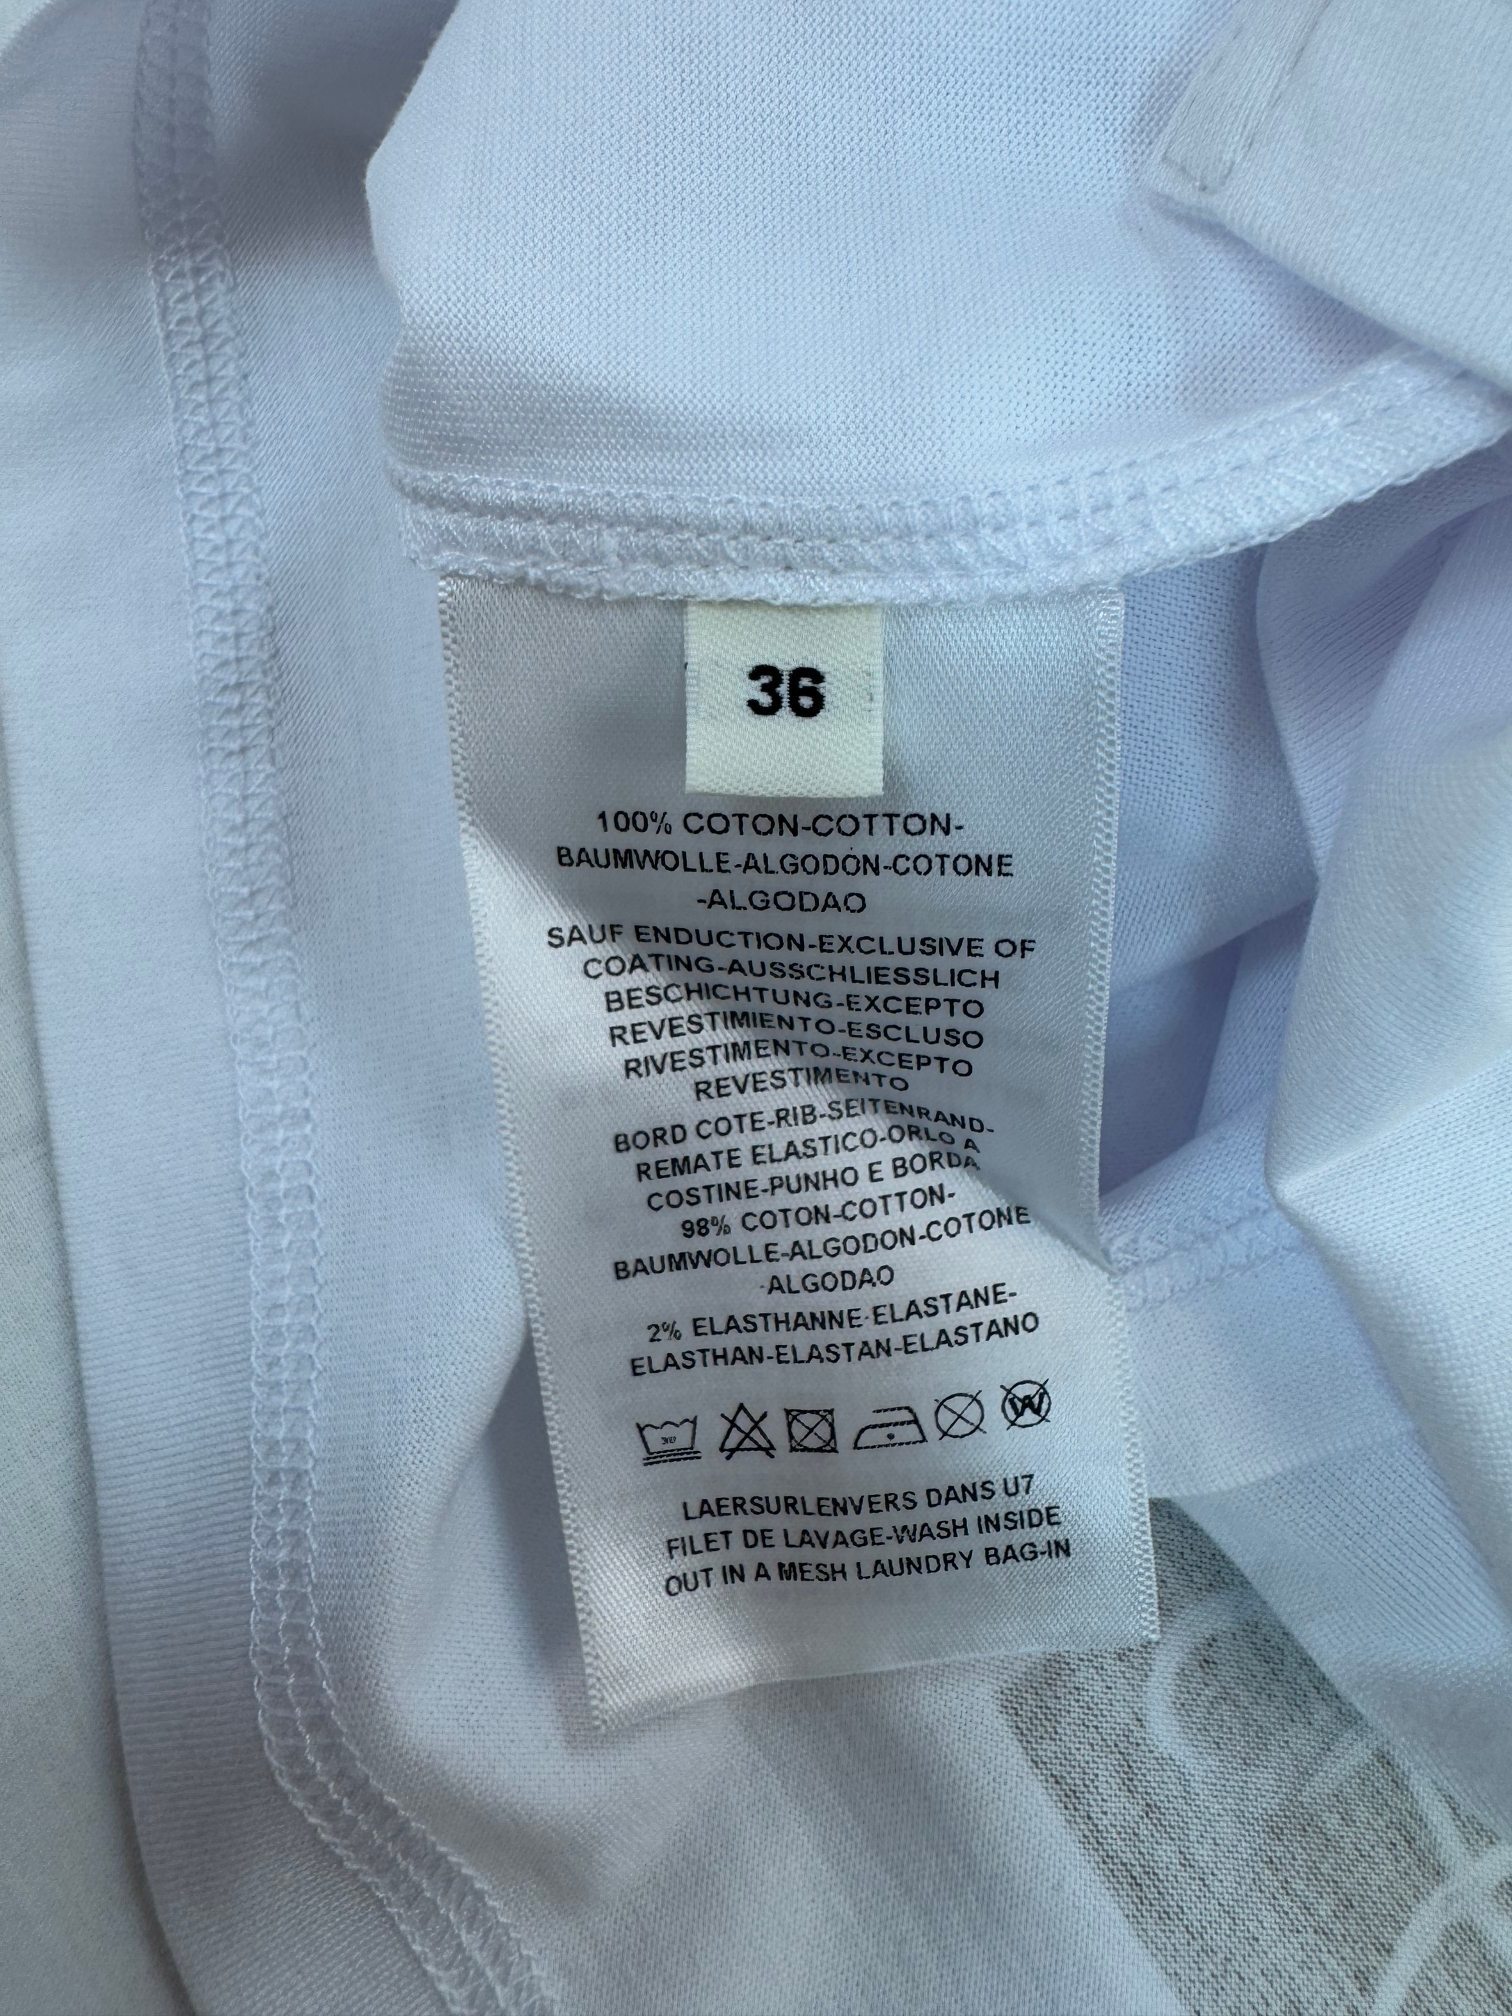 36
100% COTON-COTTON-
BAUMWOLLE-ALGODÓN-COTONE
-ALGODAO
SAUF ENDUCTION-EXCLUSIVE OF
COATING-AUSSCHLIESSLICH
BESCHICHTUNG-EXCEPTO
REVESTIMIENTO-ESCLUSO
RIVESTIMENTO-EXCEPTO
REVESTIMENTO
BORD COTE-RIB-SEITENRAND-
REMATE ELASTICO-ORLO A
COSTINE-PUNHO E BORDA
98% COTON-COTTON-
BAUMWOLLE-ALGODON-COTONE
-ALGODAO
2% ELASTHANNE-ELASTANE-
ELASTHAN-ELASTAN-ELASTANO
W
LAERSURLENVERS DANS U7
FILET DE LAVAGE-WASH INSIDE
OUT IN A MESH LAUNDRY BAG-IN